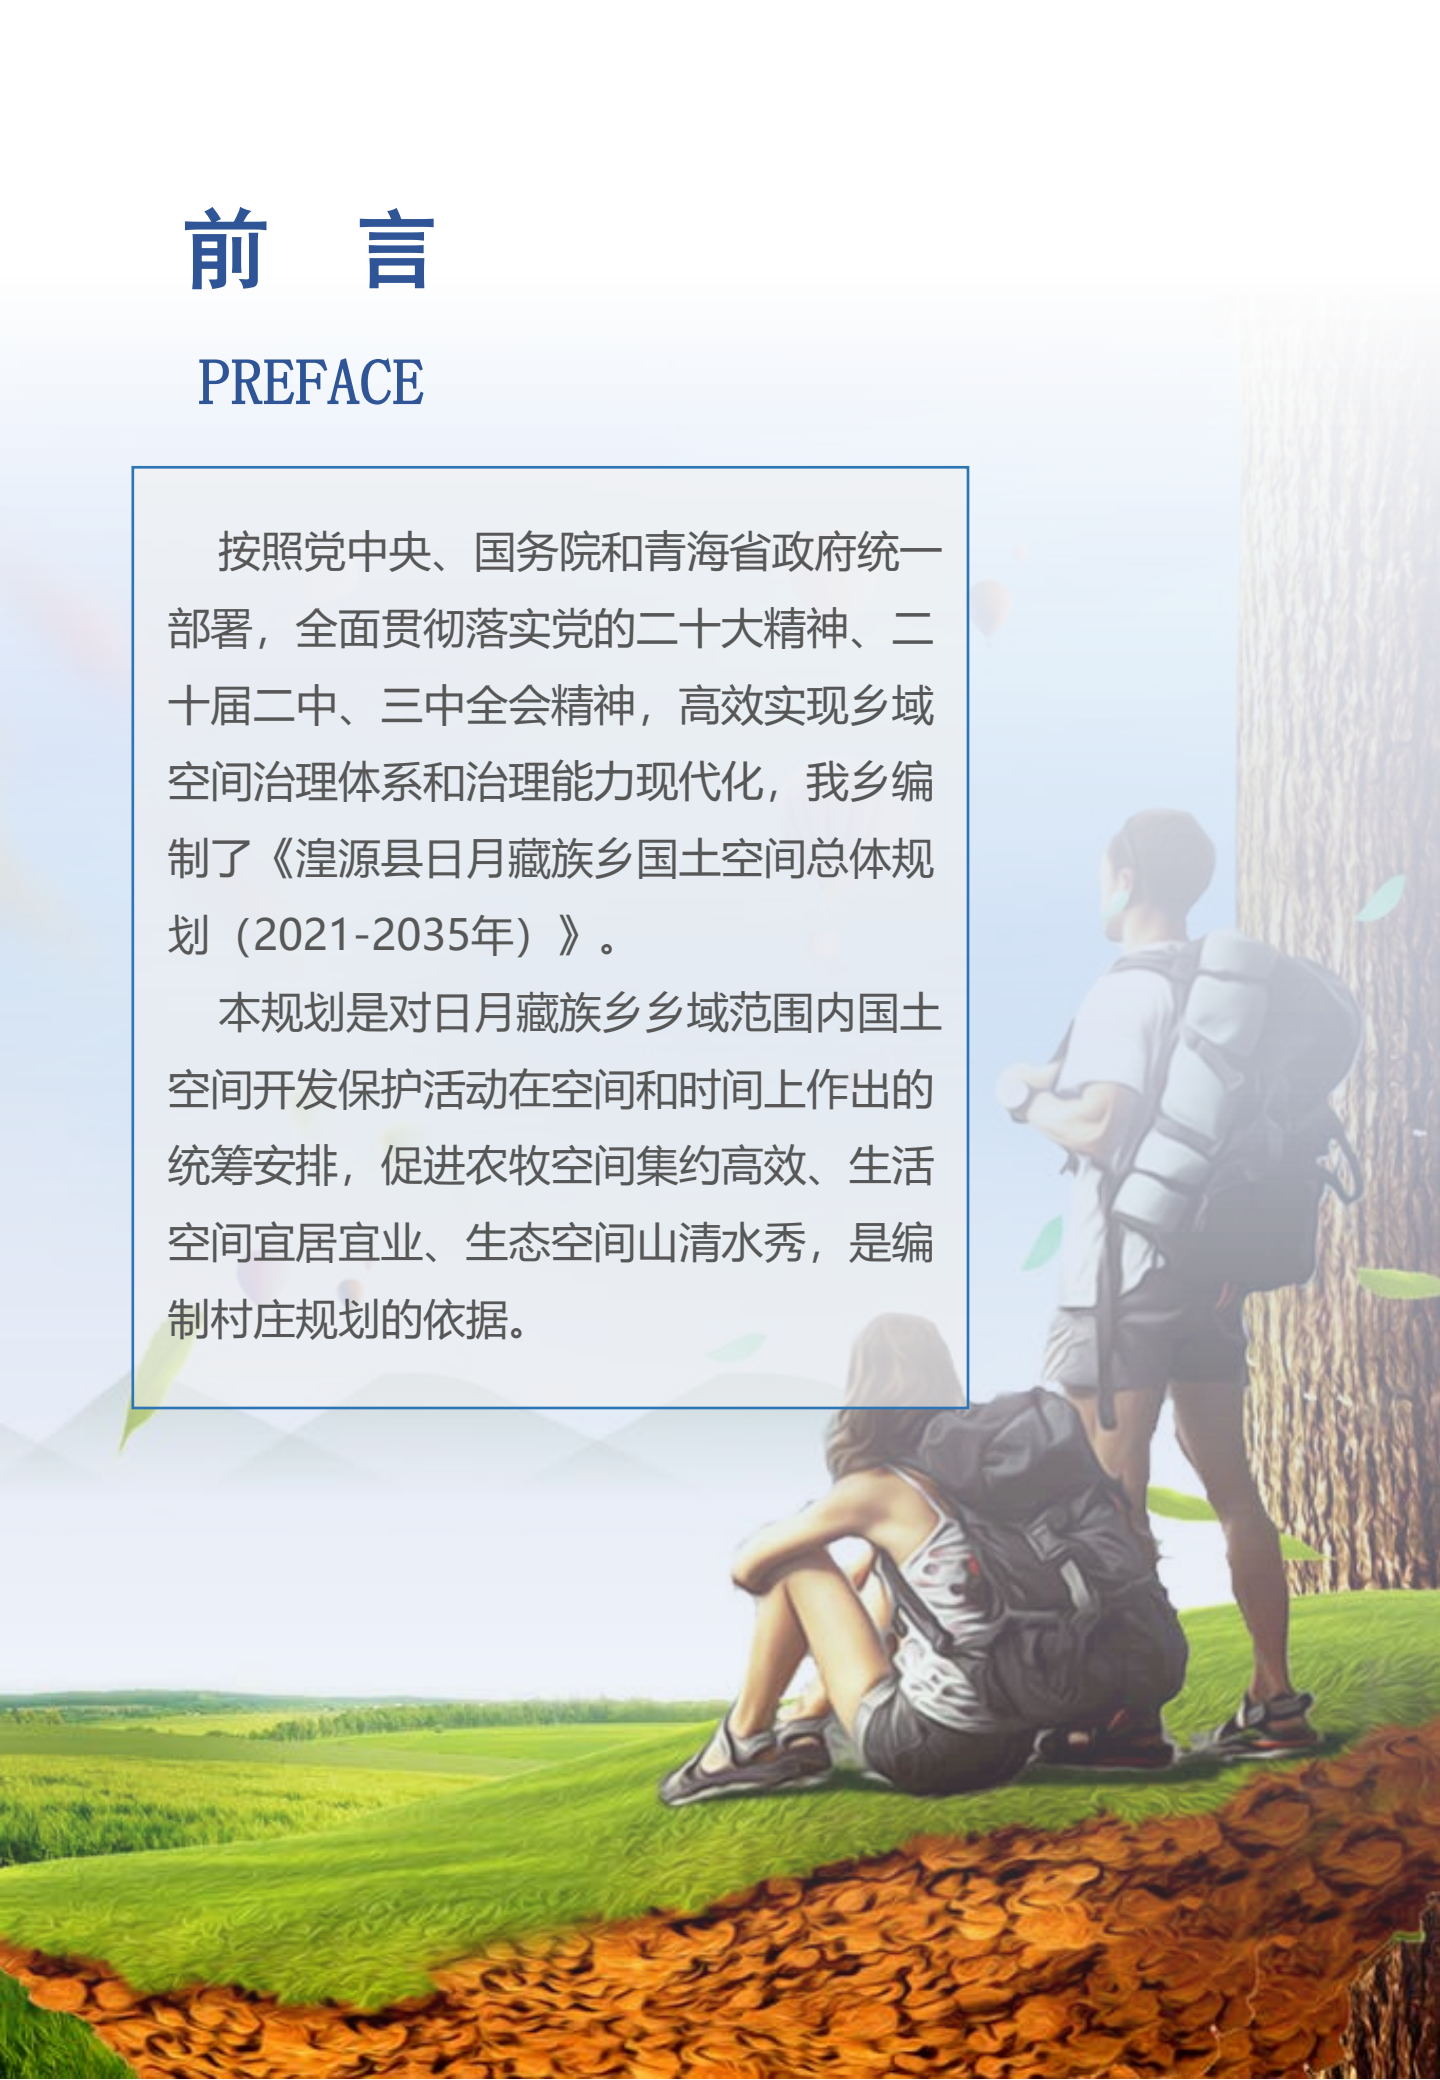 前 言
PREFACE
按照党中央、国务院和青海省政府统一
部署，全面贯彻落实党的二十大精神、二
十届二中、三中全会精神，高效实现乡域
空间治理体系和治理能力现代化，我乡编
制了《湟源县日月藏族乡国土空间总体规
划（2021-2035年）》。
本规划是对日月藏族乡乡域范围内国土
空间开发保护活动在空间和时间上作出的
统筹安排，促进农牧空间集约高效、生活
空间宜居宜业、生态空间山清水秀，是编
制村庄规划的依据。